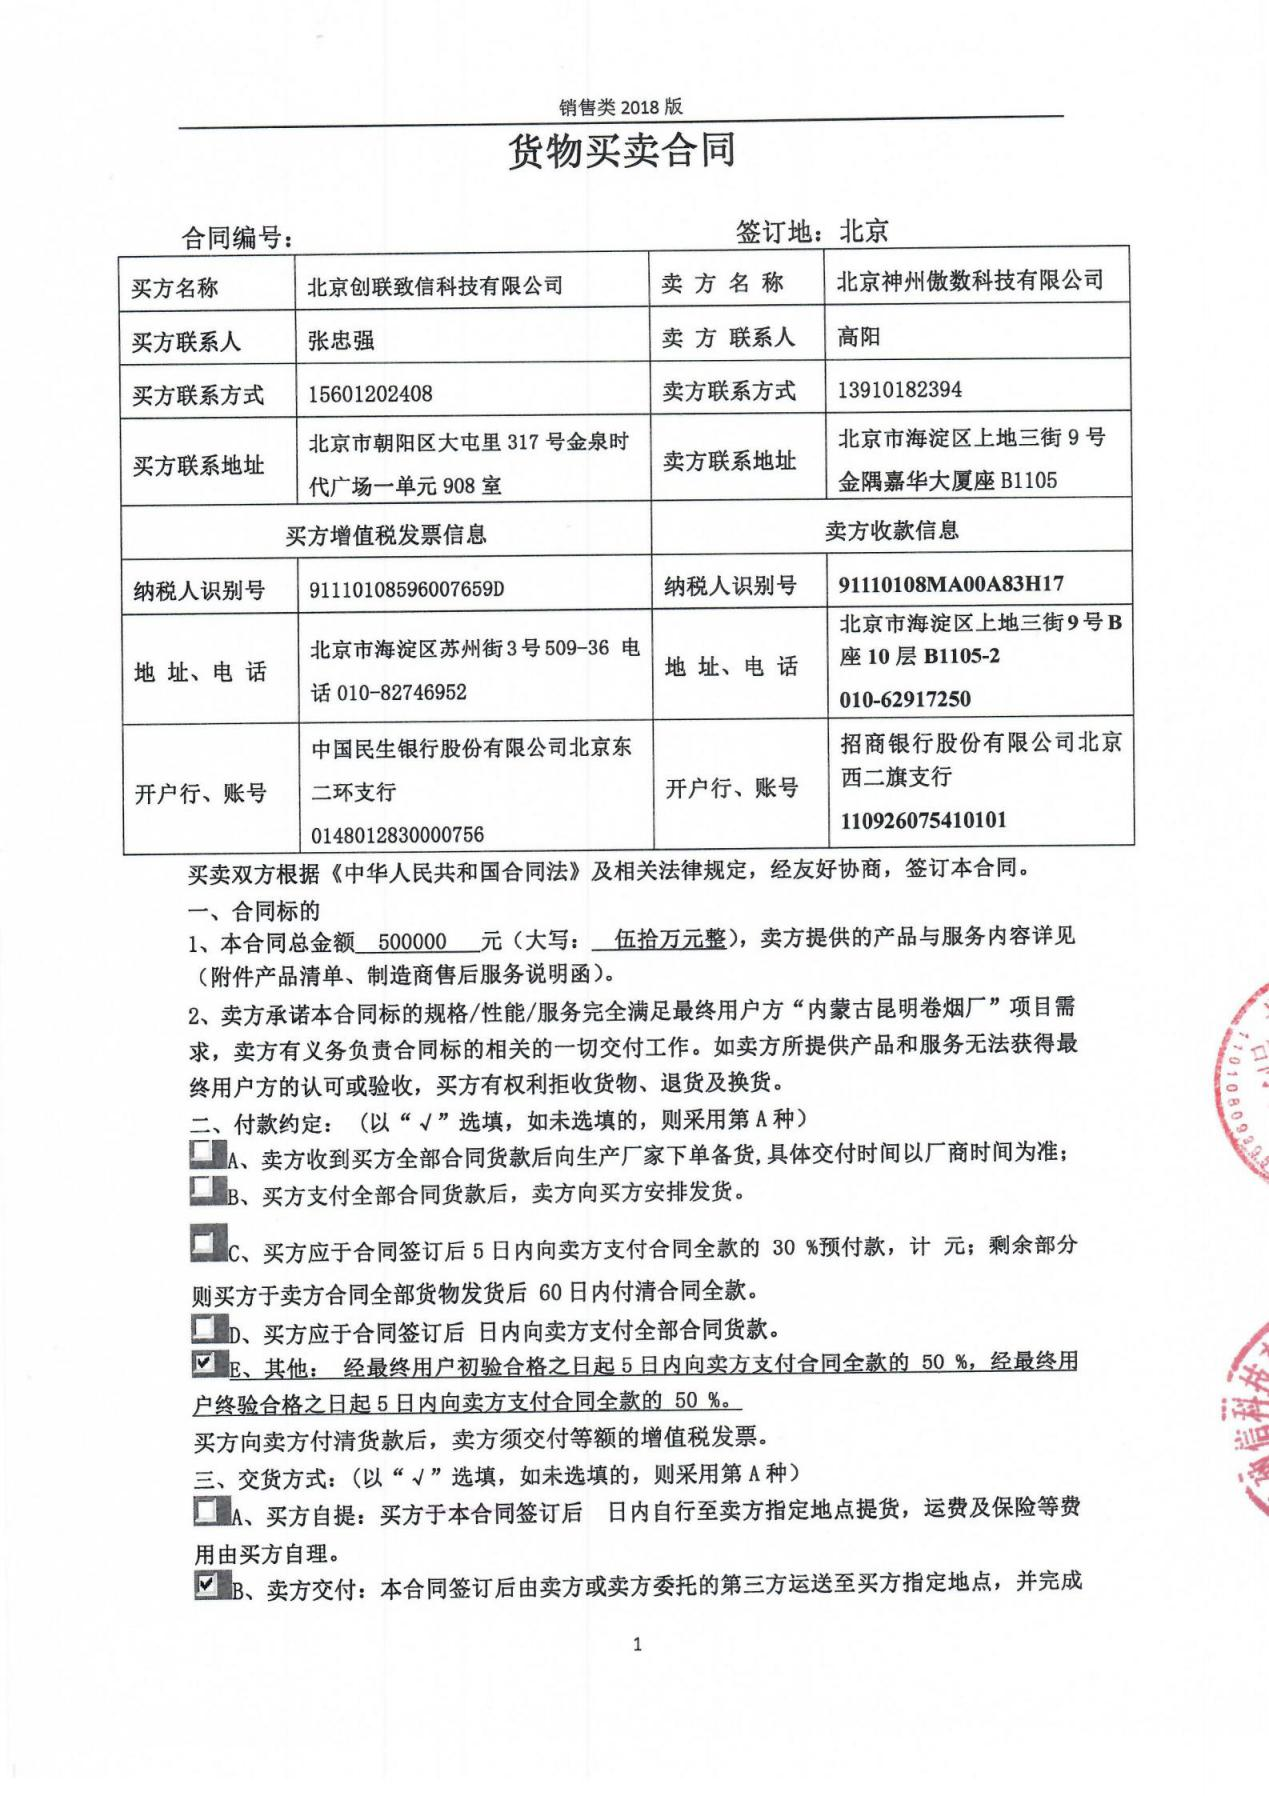 销售类 2018 版
货物买卖合同
合同编号：
签订地：北京
买方名称
北京创联致信科技有限公司
卖 方 名 称
北京神州傲数科技有限公司
买方联系人
张忠强
卖 方 联系人
高阳
买方联系方式
15601202408
卖方联系方式
13910182394
买方联系地址
北京市朝阳区大屯里 317 号金泉时
代广场一单元 908 室
卖方联系地址
北京市海淀区上地三街 9 号
金隅嘉华大厦座 B1105
买方增值税发票信息
卖方收款信息
纳税人识别号
91110108596007659D
纳税人识别号
91110108MA00A83H17
地 址、电 话
北京市海淀区苏州街 3 号 509-36 电
话 010-82746952
地 址、电 话
北京市海淀区上地三街 9 号 B
座 10 层 B1105-2
010-62917250
开户行、账号
中国民生银行股份有限公司北京东
二环支行
0148012830000756
开户行、账号
招商银行股份有限公司北京
西二旗支行
110926075410101
买卖双方根据《中华人民共和国合同法》及相关法律规定，经友好协商，签订本合同。
一、合同标的
1、本合同总金额 500000 元（大写： 伍拾万元整），卖方提供的产品与服务内容详见
（附件产品清单、制造商售后服务说明函）。
2、卖方承诺本合同标的规格/性能/服务完全满足最终用户方“内蒙古昆明卷烟厂”项目需
求，卖方有义务负责合同标的相关的一切交付工作。如卖方所提供产品和服务无法获得最
终用户方的认可或验收，买方有权利拒收货物、退货及换货。
二、付款约定：（以“√”选填，如未选填的，则采用第 A 种）
A、卖方收到买方全部合同货款后向生产厂家下单备货,具体交付时间以厂商时间为准；
B、买方支付全部合同货款后，卖方向买方安排发货。
C、买方应于合同签订后 5 日内向卖方支付合同全款的 30 %预付款，计 元；剩余部分
则买方于卖方合同全部货物发货后 60 日内付清合同全款。
D、买方应于合同签订后 日内向卖方支付全部合同货款。
E、其他： 经最终用户初验合格之日起 5 日内向卖方支付合同全款的 50 %，经最终用
户终验合格之日起 5 日内向卖方支付合同全款的 50 %。
买方向卖方付清货款后，卖方须交付等额的增值税发票。
三、交货方式：（以“√”选填，如未选填的，则采用第 A 种）
A、买方自提：买方于本合同签订后 日内自行至卖方指定地点提货，运费及保险等费
用由买方自理。
B、卖方交付：本合同签订后由卖方或卖方委托的第三方运送至买方指定地点，并完成
1
信科技